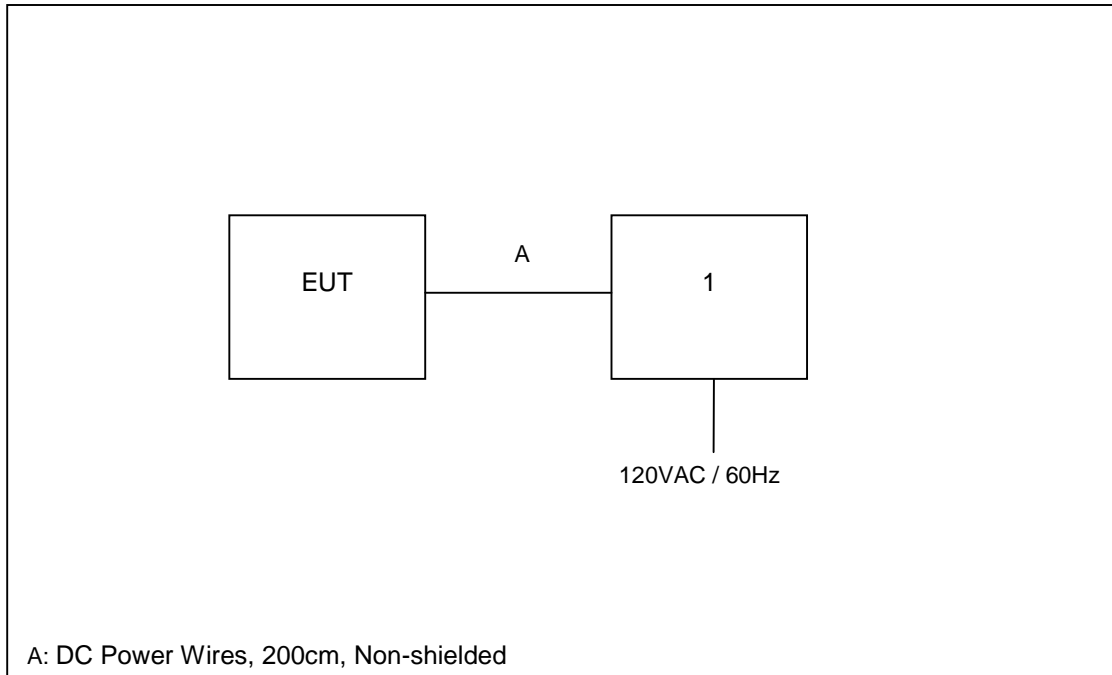 EUT
A
1
120VAC / 60Hz
A: DC Power Wires, 200cm, Non-shielded